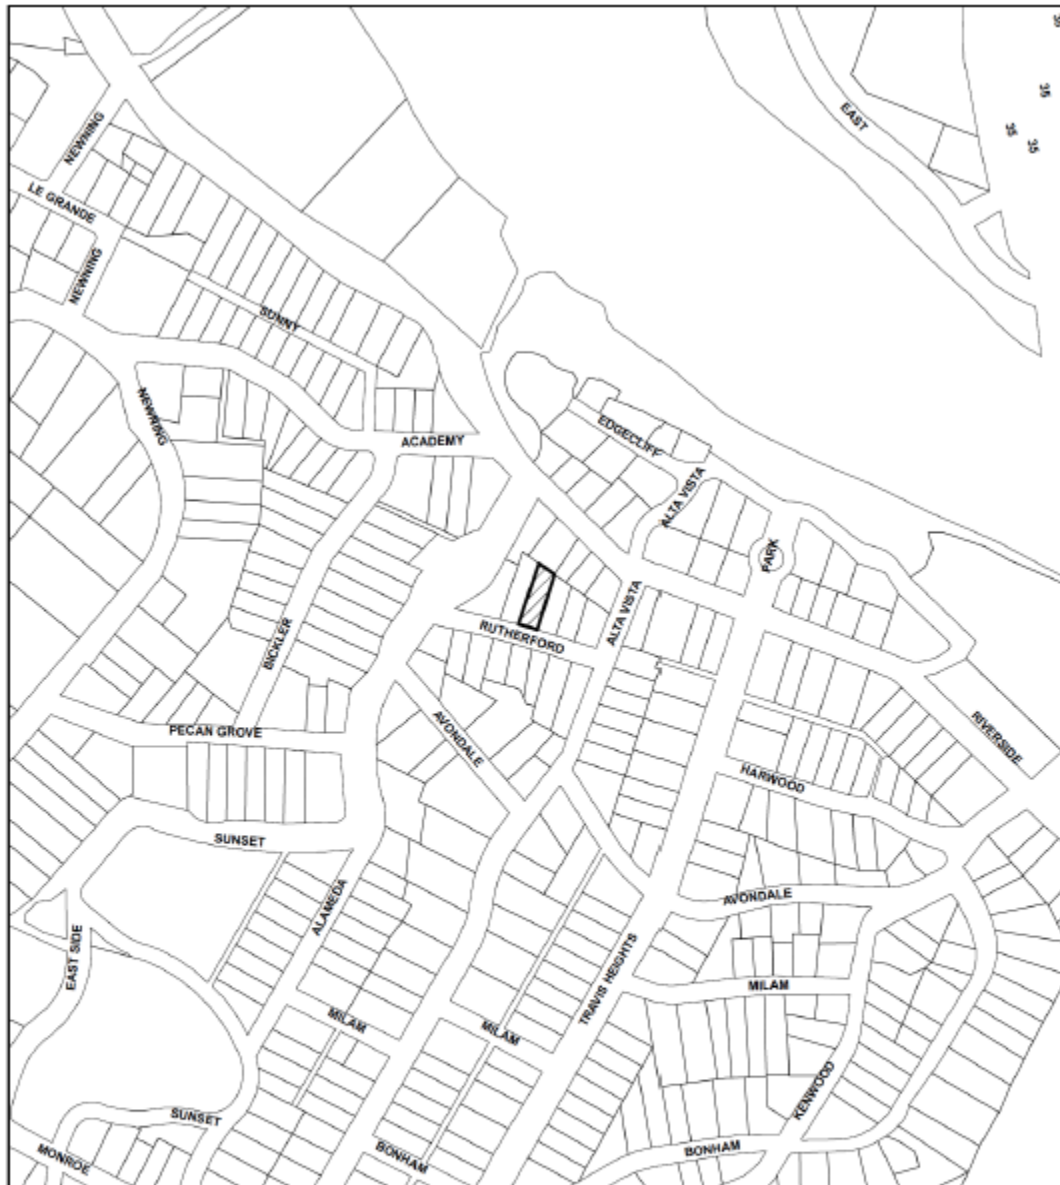 35
35
35
35
EAST
NEWNING
LE GRANDE
NEWNING
SUNNY
NEWNING
ACADEMY
EDGECLIFF
ALTA VISTA
PARK
ALTA VISTA
RUTHERFORD
BICKLER
PECAN GROVE
AVONDALE
RIVERSIDE
HARWOOD
SUNSET
ALAMEDA
AVONDALE
EAST SIDE
TRAVIS HEIGHTS
MILAM
MILAM
MILAM
KENWOOD
SUNSET
MONROE
BONHAM
BONHAM